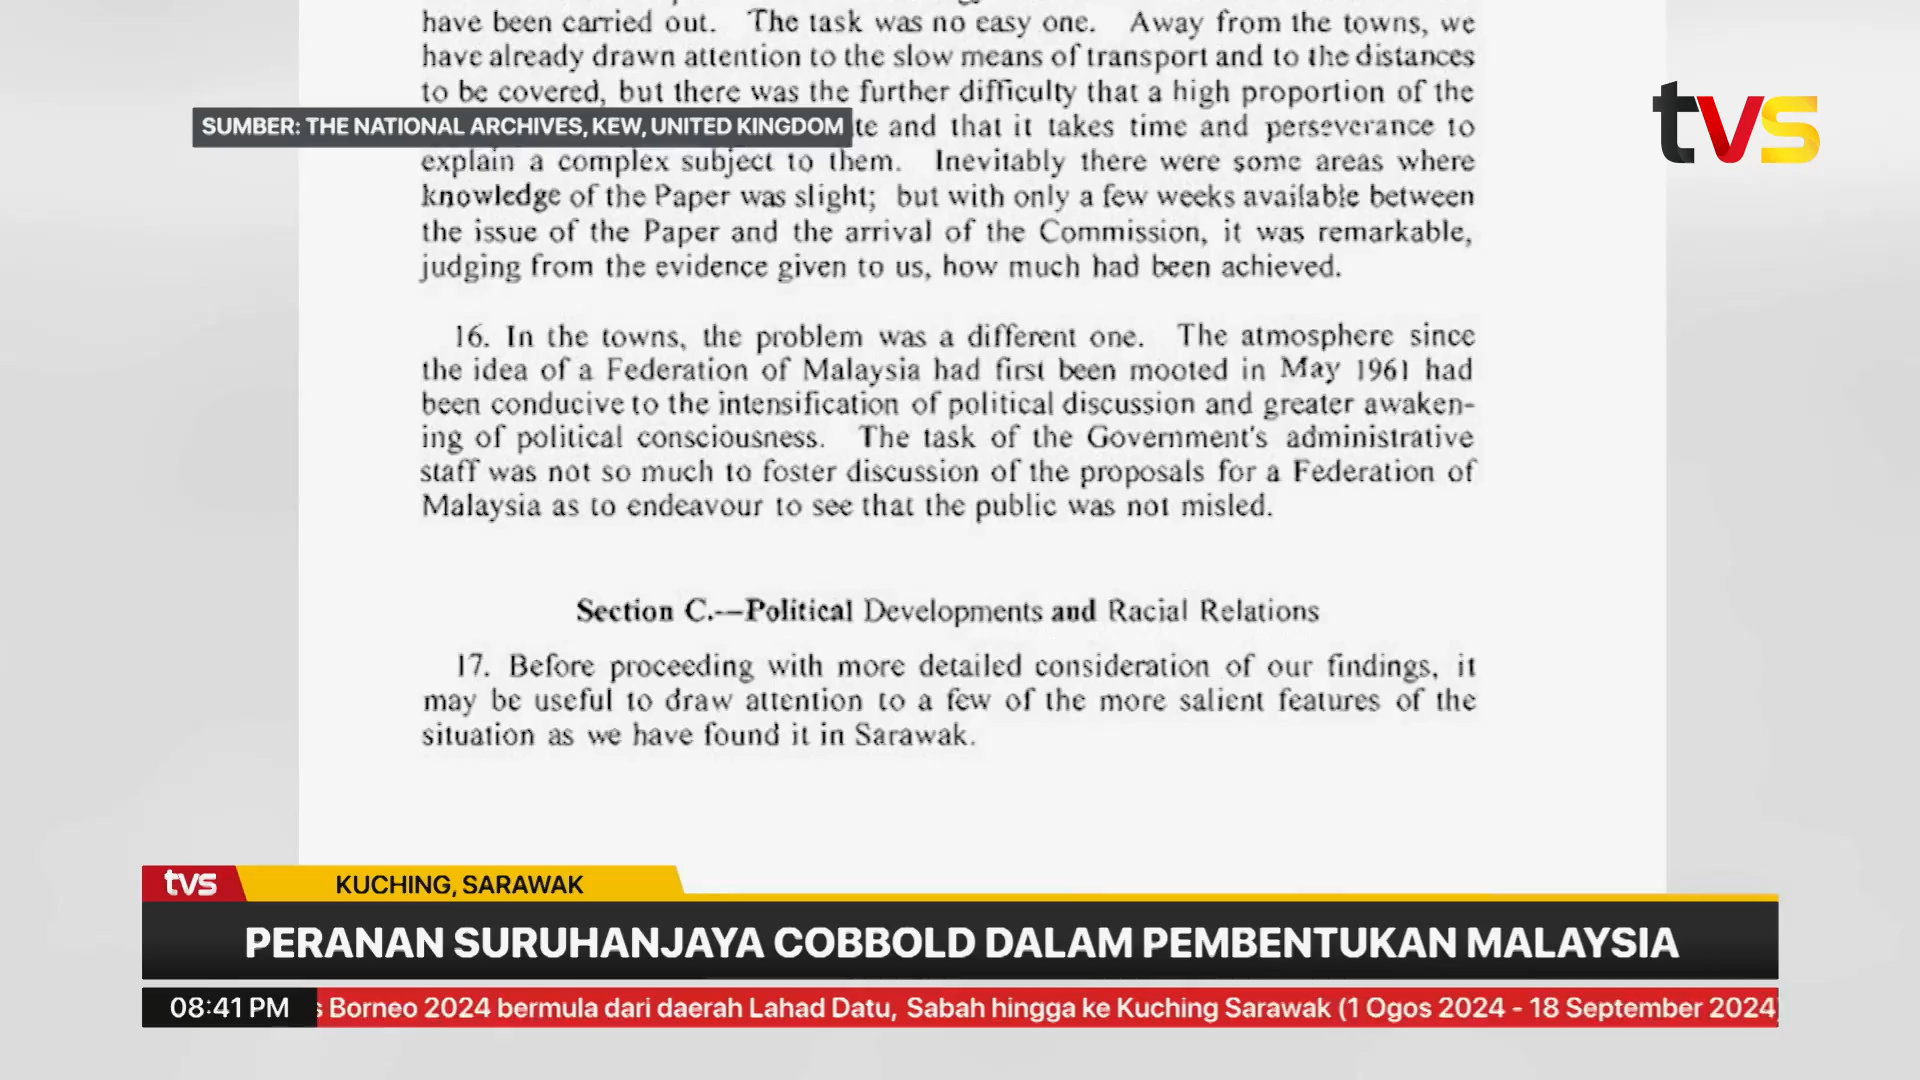 have been carried out. The task was no easy one. Away from the towns, we
have already drawn attention to the slow means of transport and to the distances
to be covered, but there was the further difficulty that a high proportion of the
SUMBER: THE NATIONAL ARCHIVES, KEW, UNITED KINGDOM
te and that it takes time and perseverance to
tvs
explain a complex subject to them. Inevitably there were some areas where
knowledge of the Paper was slight; but with only a few weeks available between
the issue of the Paper and the arrival of the Commission, it was remarkable,
judging from the evidence given to us, how much had been achieved.
16. In the towns, the problem was a different one. The atmosphere since
the idea of a Federation of Malaysia had first been mooted in May 1961 had
been conducive to the intensification of political discussion and greater awaken-
ing of political consciousness. The task of the Government's administrative
staff was not so much to foster discussion of the proposals for a Federation of
Malaysia as to endeavour to see that the public was not misled.
Section C.—Political Developments and Racial Relations
17. Before proceeding with more detailed consideration of our findings, it
may be useful to draw attention to a few of the more salient features of the
situation as we have found it in Sarawak.
tvs
KUCHING, SARAWAK
PERANAN SURUHANJAYA COBBOLD DALAM PEMBENTUKAN MALAYSIA
08:41 PM
s Borneo 2024 bermula dari daerah Lahad Datu, Sabah hingga ke Kuching Sarawak (1 Ogos 2024 - 18 September 2024)